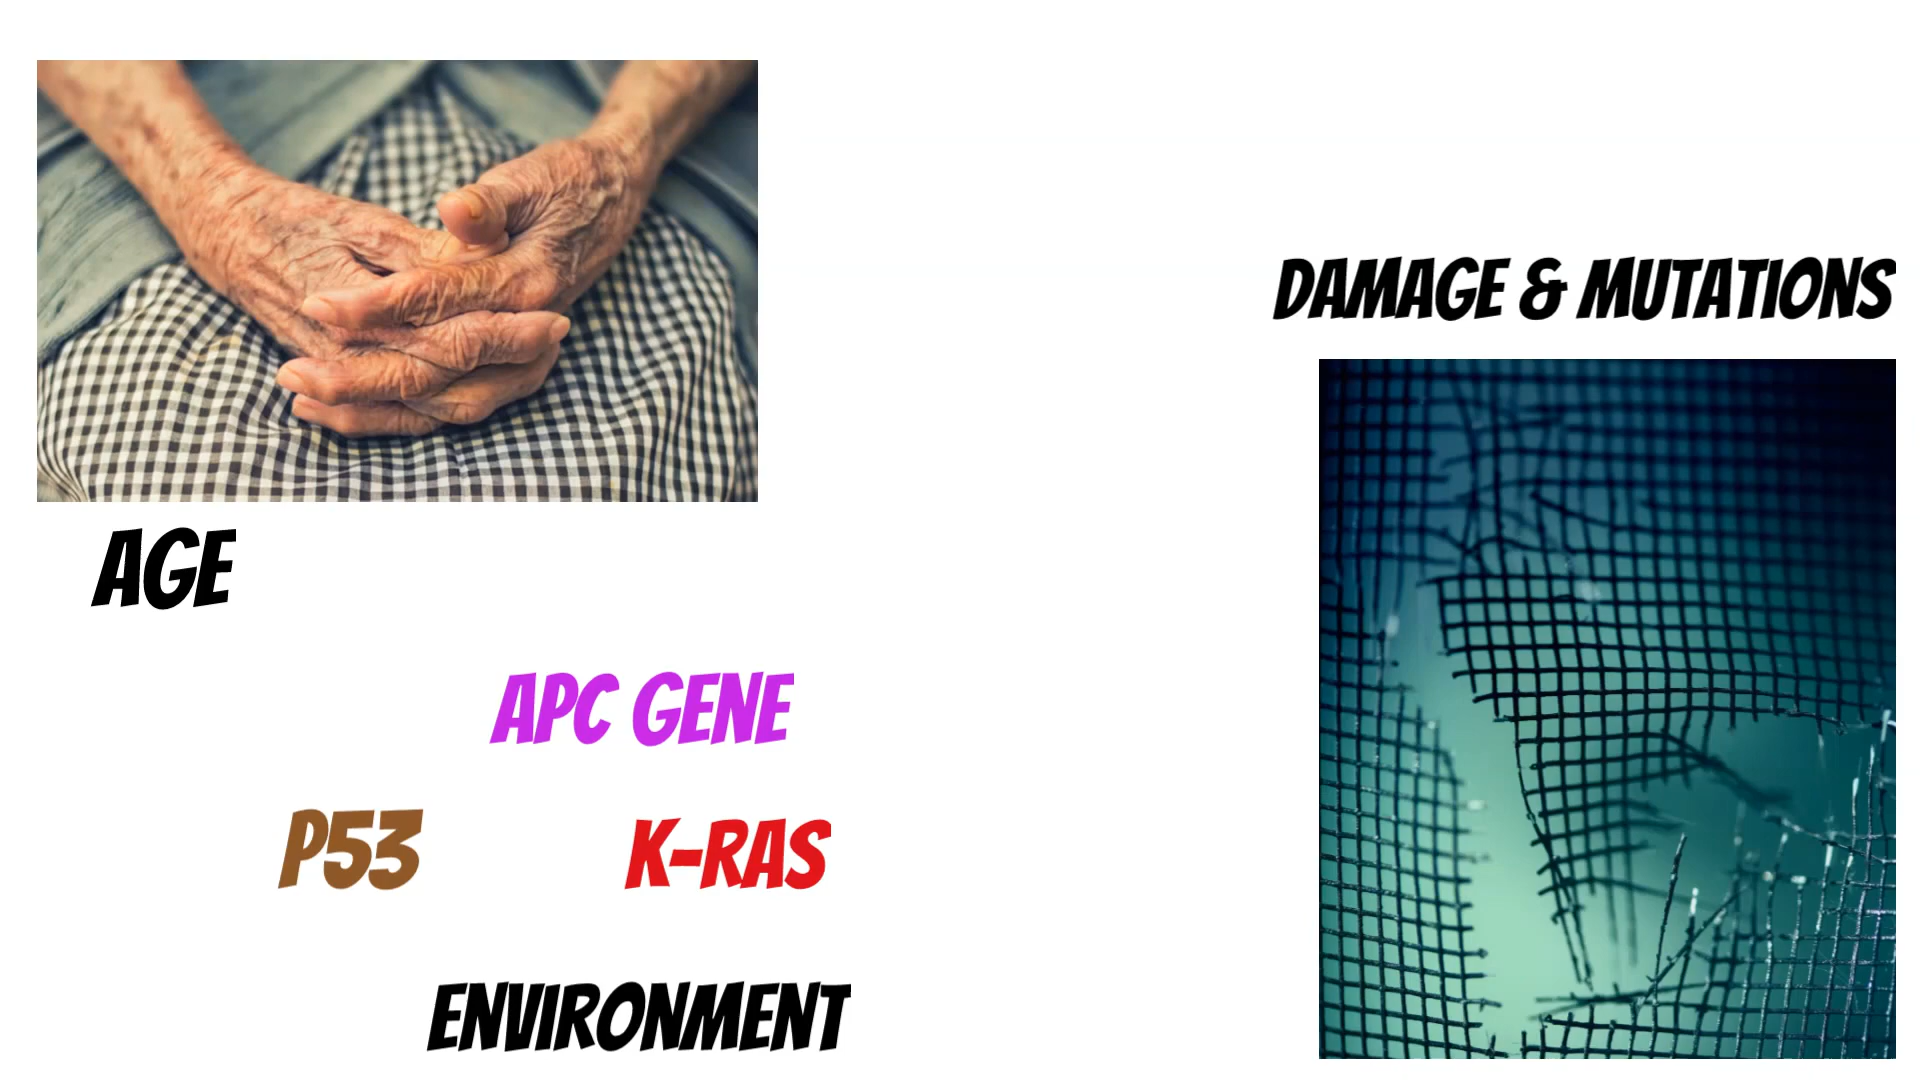 DAMAGE & MUTATIONS
AGE
APC GENE
P53
K-RAS
ENVIRONMENT